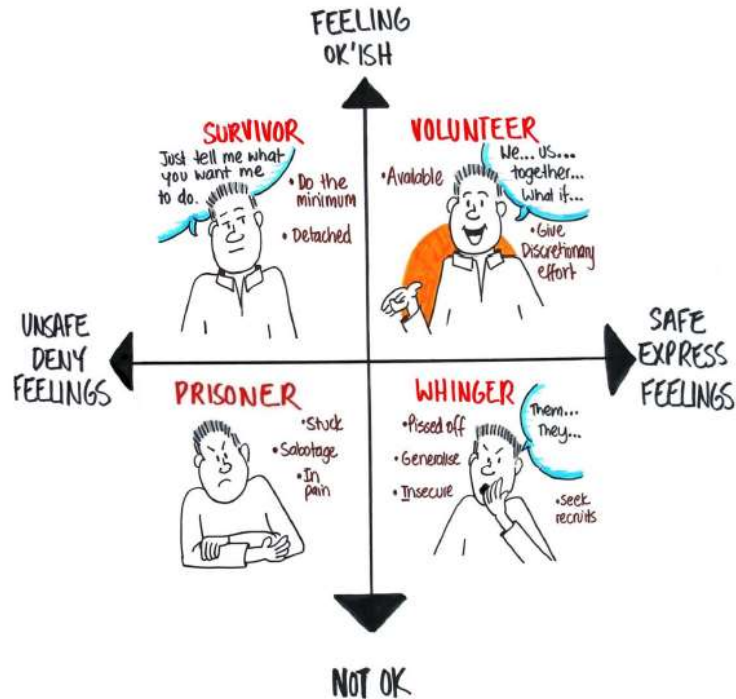 FEELING
OK'ISH
SURVIVOR
Just tell me what
you want me
to do.
• Do the
minimum
• Detached
VOLUNTEER
• Available
We... us...
together...
What if...
• Give
Discretionary
effort
UNSAFE
DENY
FEELINGS
SAFE
EXPRESS
FEELINGS
PRISONER
• Stuck
• Sabotage
• In
pain
WHINGER
• Pissed off
• Generalise
• Insecure
Them...
They...
• Seek
recruits
NOT OK